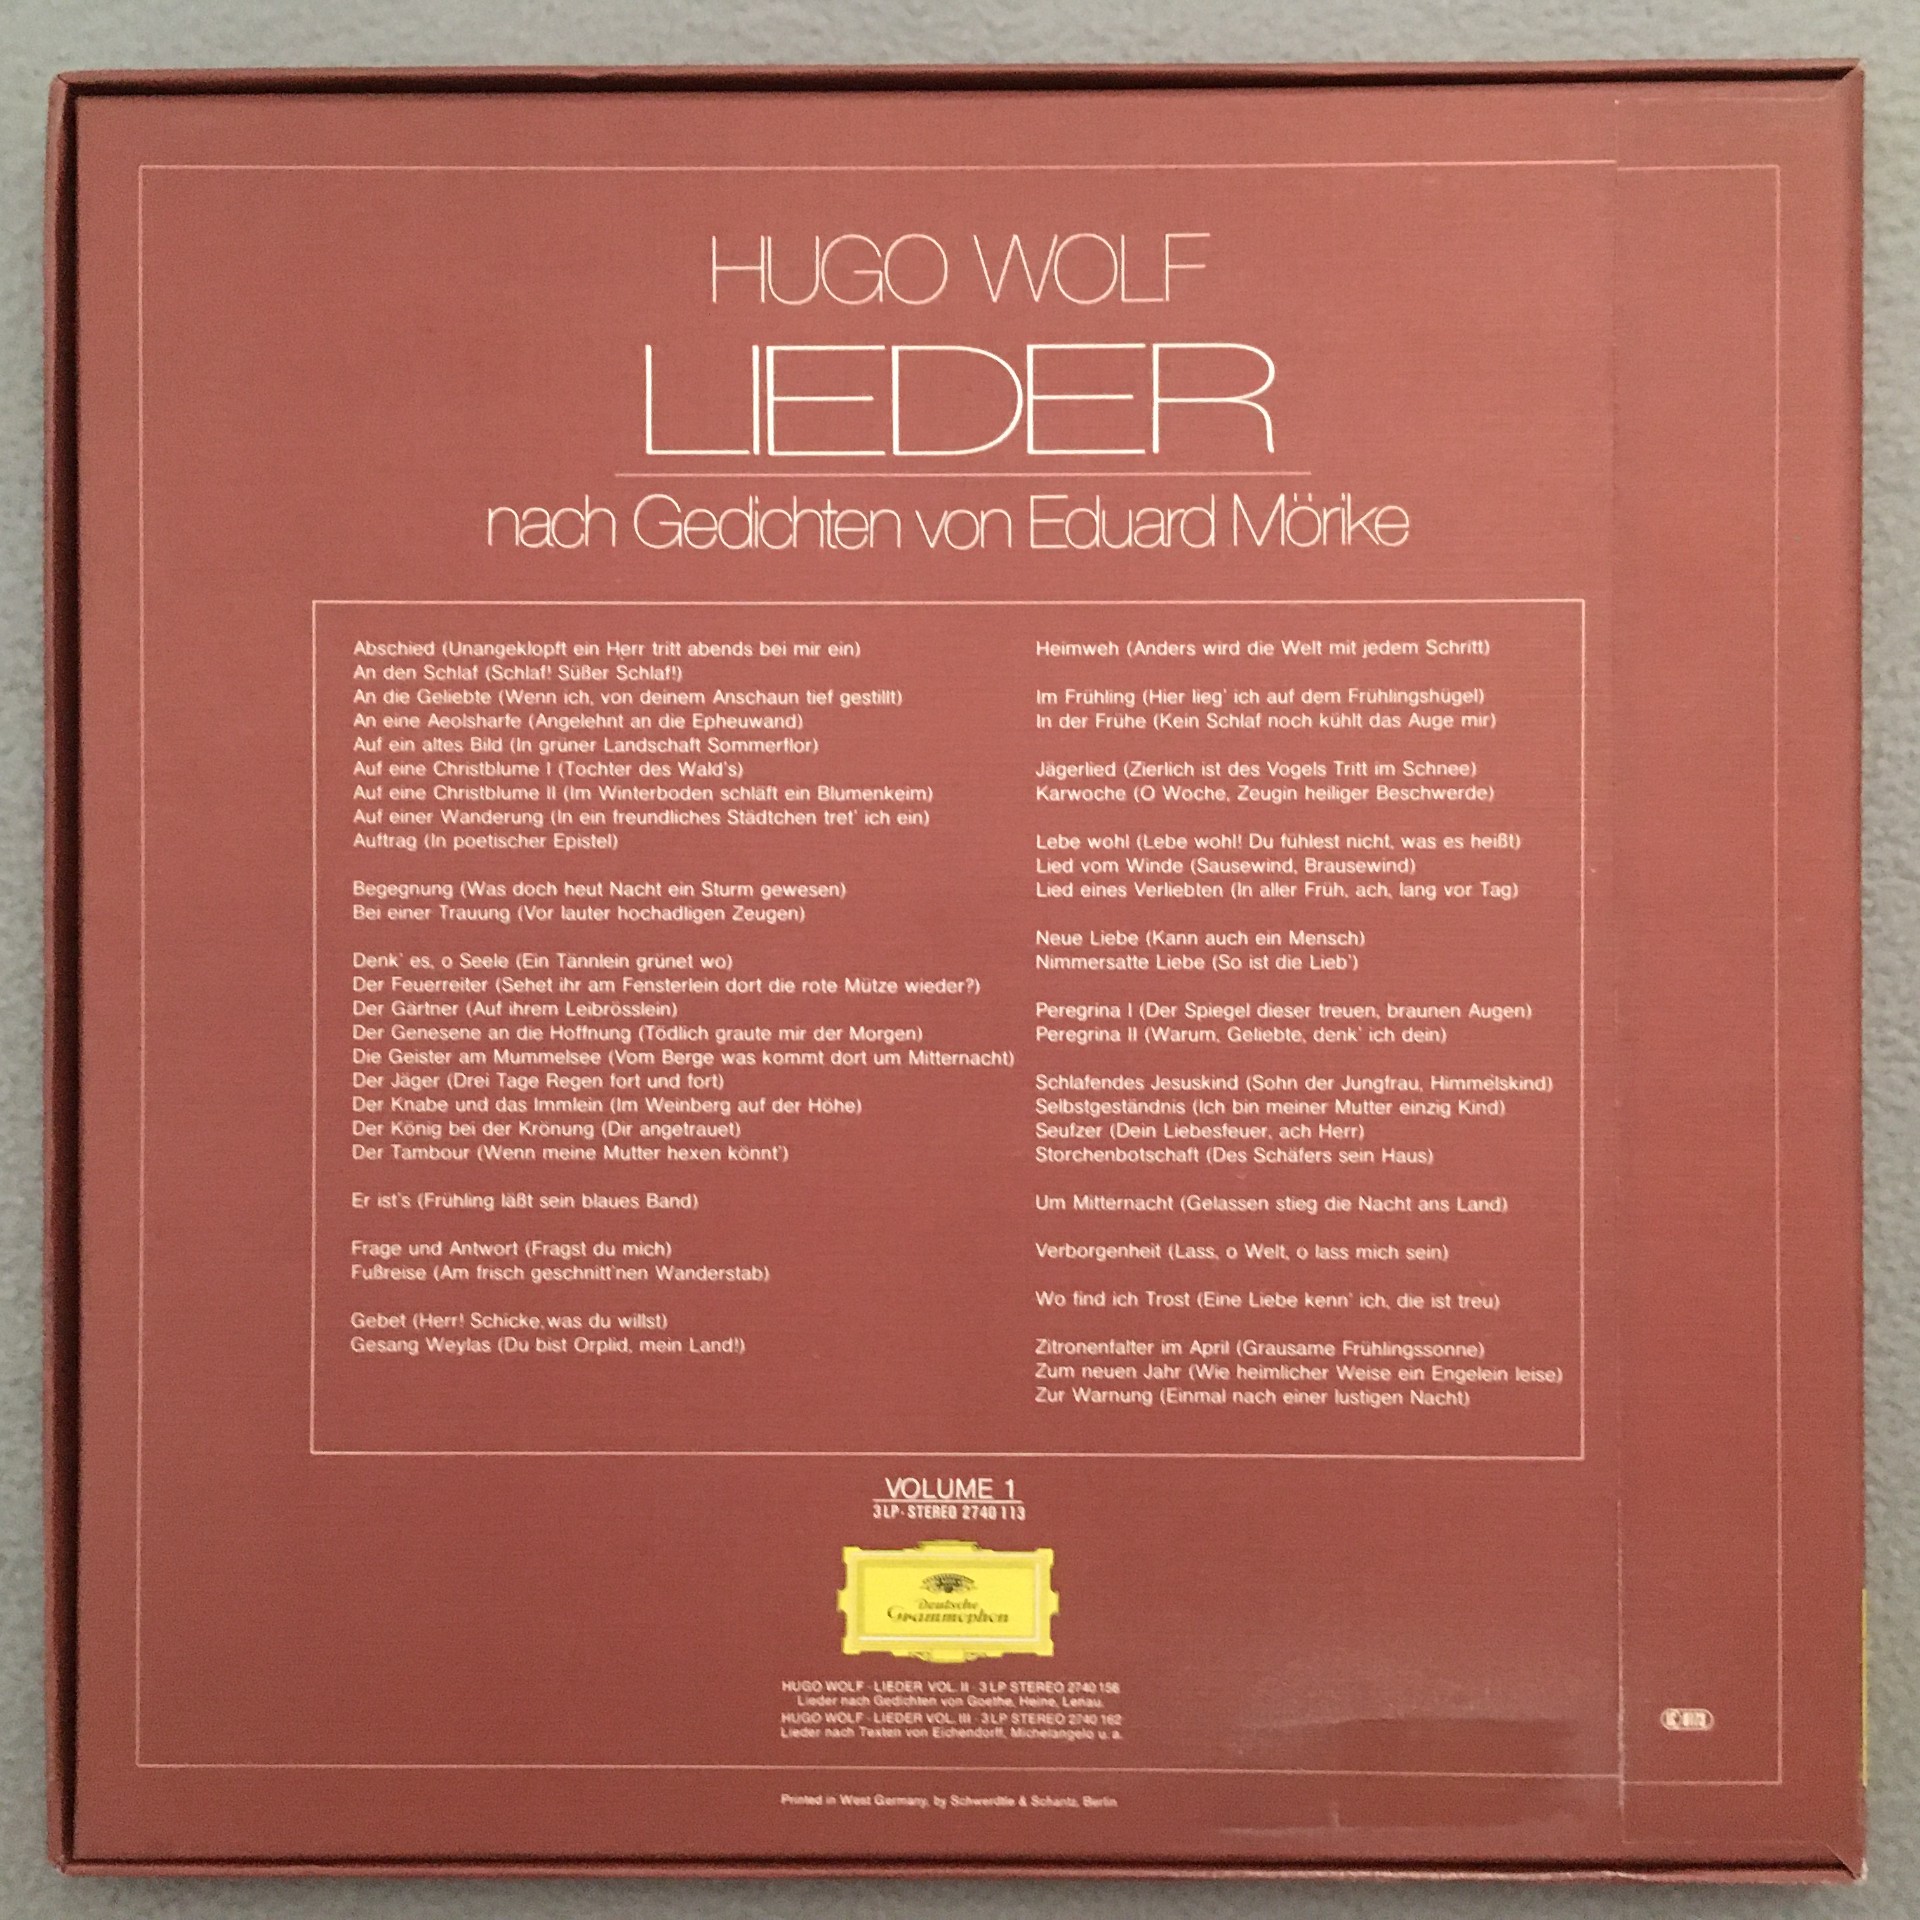 HUGO WOLF
LIEDER
nach Gedichten von Eduard Mörike
Abschied (Unangeklopft ein Herr tritt abends bei mir ein)
An den Schlaf (Schlaf! Süßer Schlaf!)
An die Geliebte (Wenn ich, von deinem Anschaun tief gestillt)
An eine Aeolsharfe (Angelehnt an die Epheuwand)
Auf ein altes Bild (In grüner Landschaft Sommerflor)
Auf eine Christblume I (Tochter des Wald's)
Auf eine Christblume II (Im Winterboden schläft ein Blumenkeim)
Auf einer Wanderung (In ein freundliches Städtchen tret' ich ein)
Auftrag (In poetischer Epistel)
Begegnung (Was doch heut Nacht ein Sturm gewesen)
Bei einer Trauung (Vor lauter hochadligen Zeugen)
Denk' es, o Seele (Ein Tännlein grünet wo)
Der Feuerreiter (Sehet ihr am Fensterlein dort die rote Mütze wieder?)
Der Gärtner (Auf ihrem Leibrösslein)
Der Genesene an die Hoffnung (Tödlich graute mir der Morgen)
Die Geister am Mummelsee (Vom Berge was kommt dort um Mitternacht)
Der Jäger (Drei Tage Regen fort und fort)
Der Knabe und das Immlein (Im Weinberg auf der Höhe)
Der König bei der Krönung (Dir angetrauet)
Der Tambour (Wenn meine Mutter hexen könnt')
Er ist's (Frühling läßt sein blaues Band)
Frage und Antwort (Fragst du mich)
Fußreise (Am frisch geschnitt'nen Wanderstab)
Gebet (Herr! Schicke, was du willst)
Gesang Weylas (Du bist Orplid, mein Land!)
Heimweh (Anders wird die Welt mit jedem Schritt)
Im Frühling (Hier lieg' ich auf dem Frühlingshügel)
In der Frühe (Kein Schlaf noch kühlt das Auge mir)
Jägerlied (Zierlich ist des Vogels Tritt im Schnee)
Karwoche (O Woche, Zeugin heiliger Beschwerde)
Lebe wohl (Lebe wohl! Du fühlest nicht, was es heißt)
Lied vom Winde (Sausewind, Brausewind)
Lied eines Verliebten (In aller Früh, ach, lang vor Tag)
Neue Liebe (Kann auch ein Mensch)
Nimmersatte Liebe (So ist die Lieb')
Peregrina I (Der Spiegel dieser treuen, braunen Augen)
Peregrina II (Warum, Geliebte, denk' ich dein)
Schlafendes Jesuskind (Sohn der Jungfrau, Himmelskind)
Selbstgeständnis (Ich bin meiner Mutter einzig Kind)
Seufzer (Dein Liebesfeuer, ach Herr)
Storchenbotschaft (Des Schäfers sein Haus)
Um Mitternacht (Gelassen stieg die Nacht ans Land)
Verborgenheit (Lass, o Welt, o lass mich sein)
Wo find ich Trost (Eine Liebe kenn' ich, die ist treu)
Zitronenfalter im April (Grausame Frühlingssonne)
Zum neuen Jahr (Wie heimlicher Weise ein Engelein leise)
Zur Warnung (Einmal nach einer lustigen Nacht)
VOLUME 1
3 LP · STEREO 2740 113
Deutsche
Grammophon
HUGO WOLF · LIEDER VOL. II · 3 LP STEREO 2740 156
Lieder nach Gedichten von Goethe, Heine, Lenau.
HUGO WOLF · LIEDER VOL. III · 3 LP STEREO 2740 162
Lieder nach Texten von Eichendorff, Michelangelo u. a.
Printed in West Germany, by Schwerdtle & Schantz, Berlin